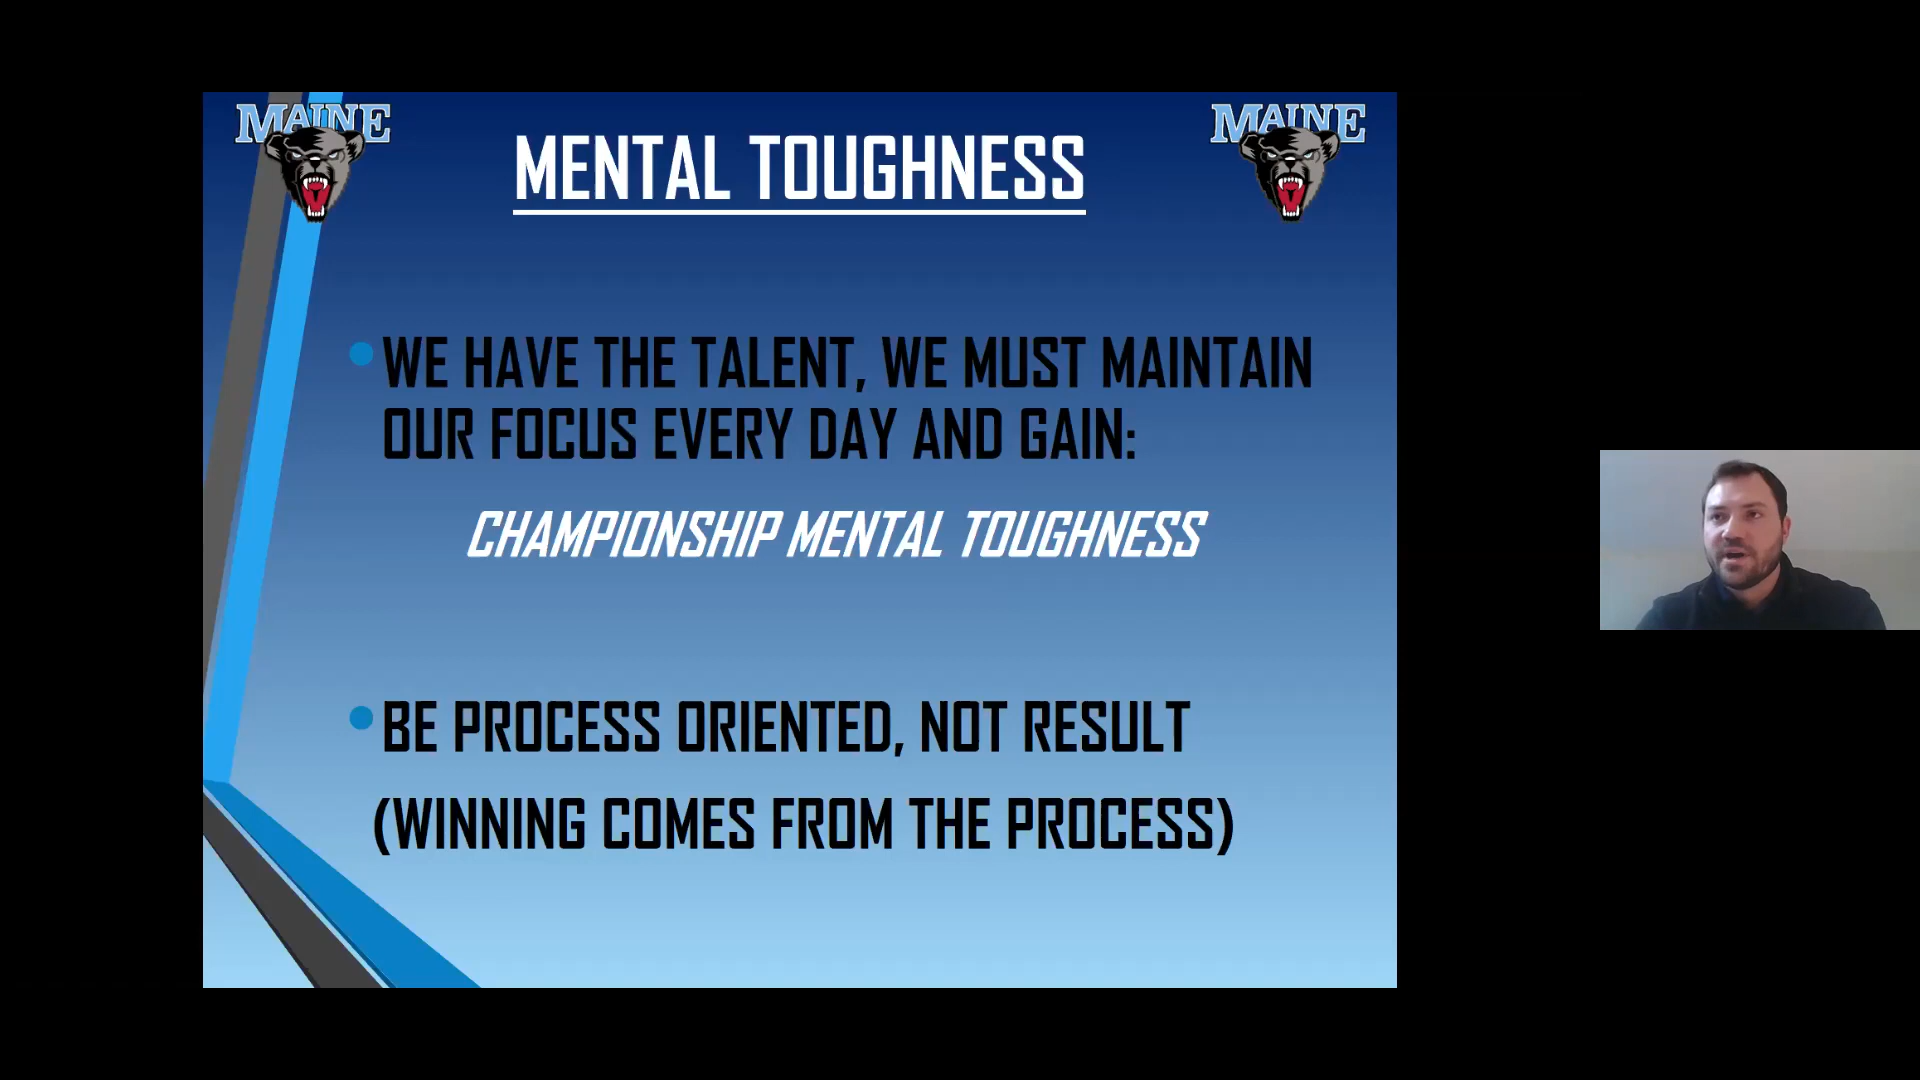 MAINE
MAINE
MENTAL TOUGHNESS
WE HAVE THE TALENT, WE MUST MAINTAIN
OUR FOCUS EVERY DAY AND GAIN:
CHAMPIONSHIP MENTAL TOUGHNESS
BE PROCESS ORIENTED, NOT RESULT
(WINNING COMES FROM THE PROCESS)